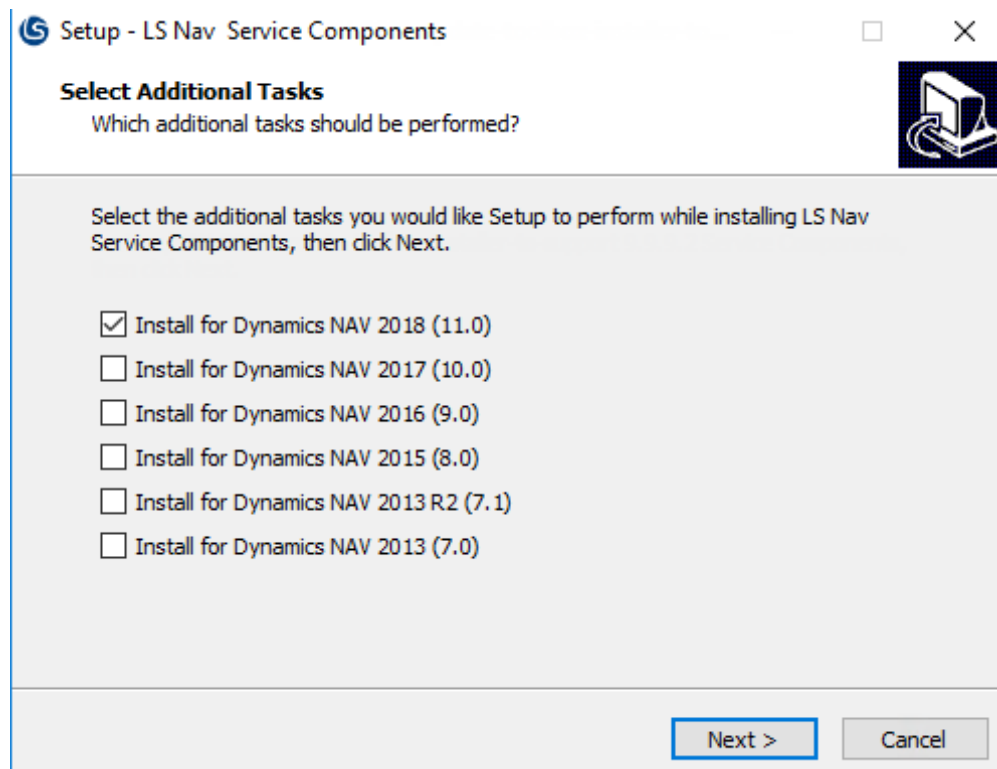 Setup - LS Nav  Service Components
Select Additional Tasks
Which additional tasks should be performed?
Select the additional tasks you would like Setup to perform while installing LS Nav
Service Components, then click Next.
Install for Dynamics NAV 2018 (11.0)
Install for Dynamics NAV 2017 (10.0)
Install for Dynamics NAV 2016 (9.0)
Install for Dynamics NAV 2015 (8.0)
Install for Dynamics NAV 2013 R2 (7.1)
Install for Dynamics NAV 2013 (7.0)
Next >
Cancel